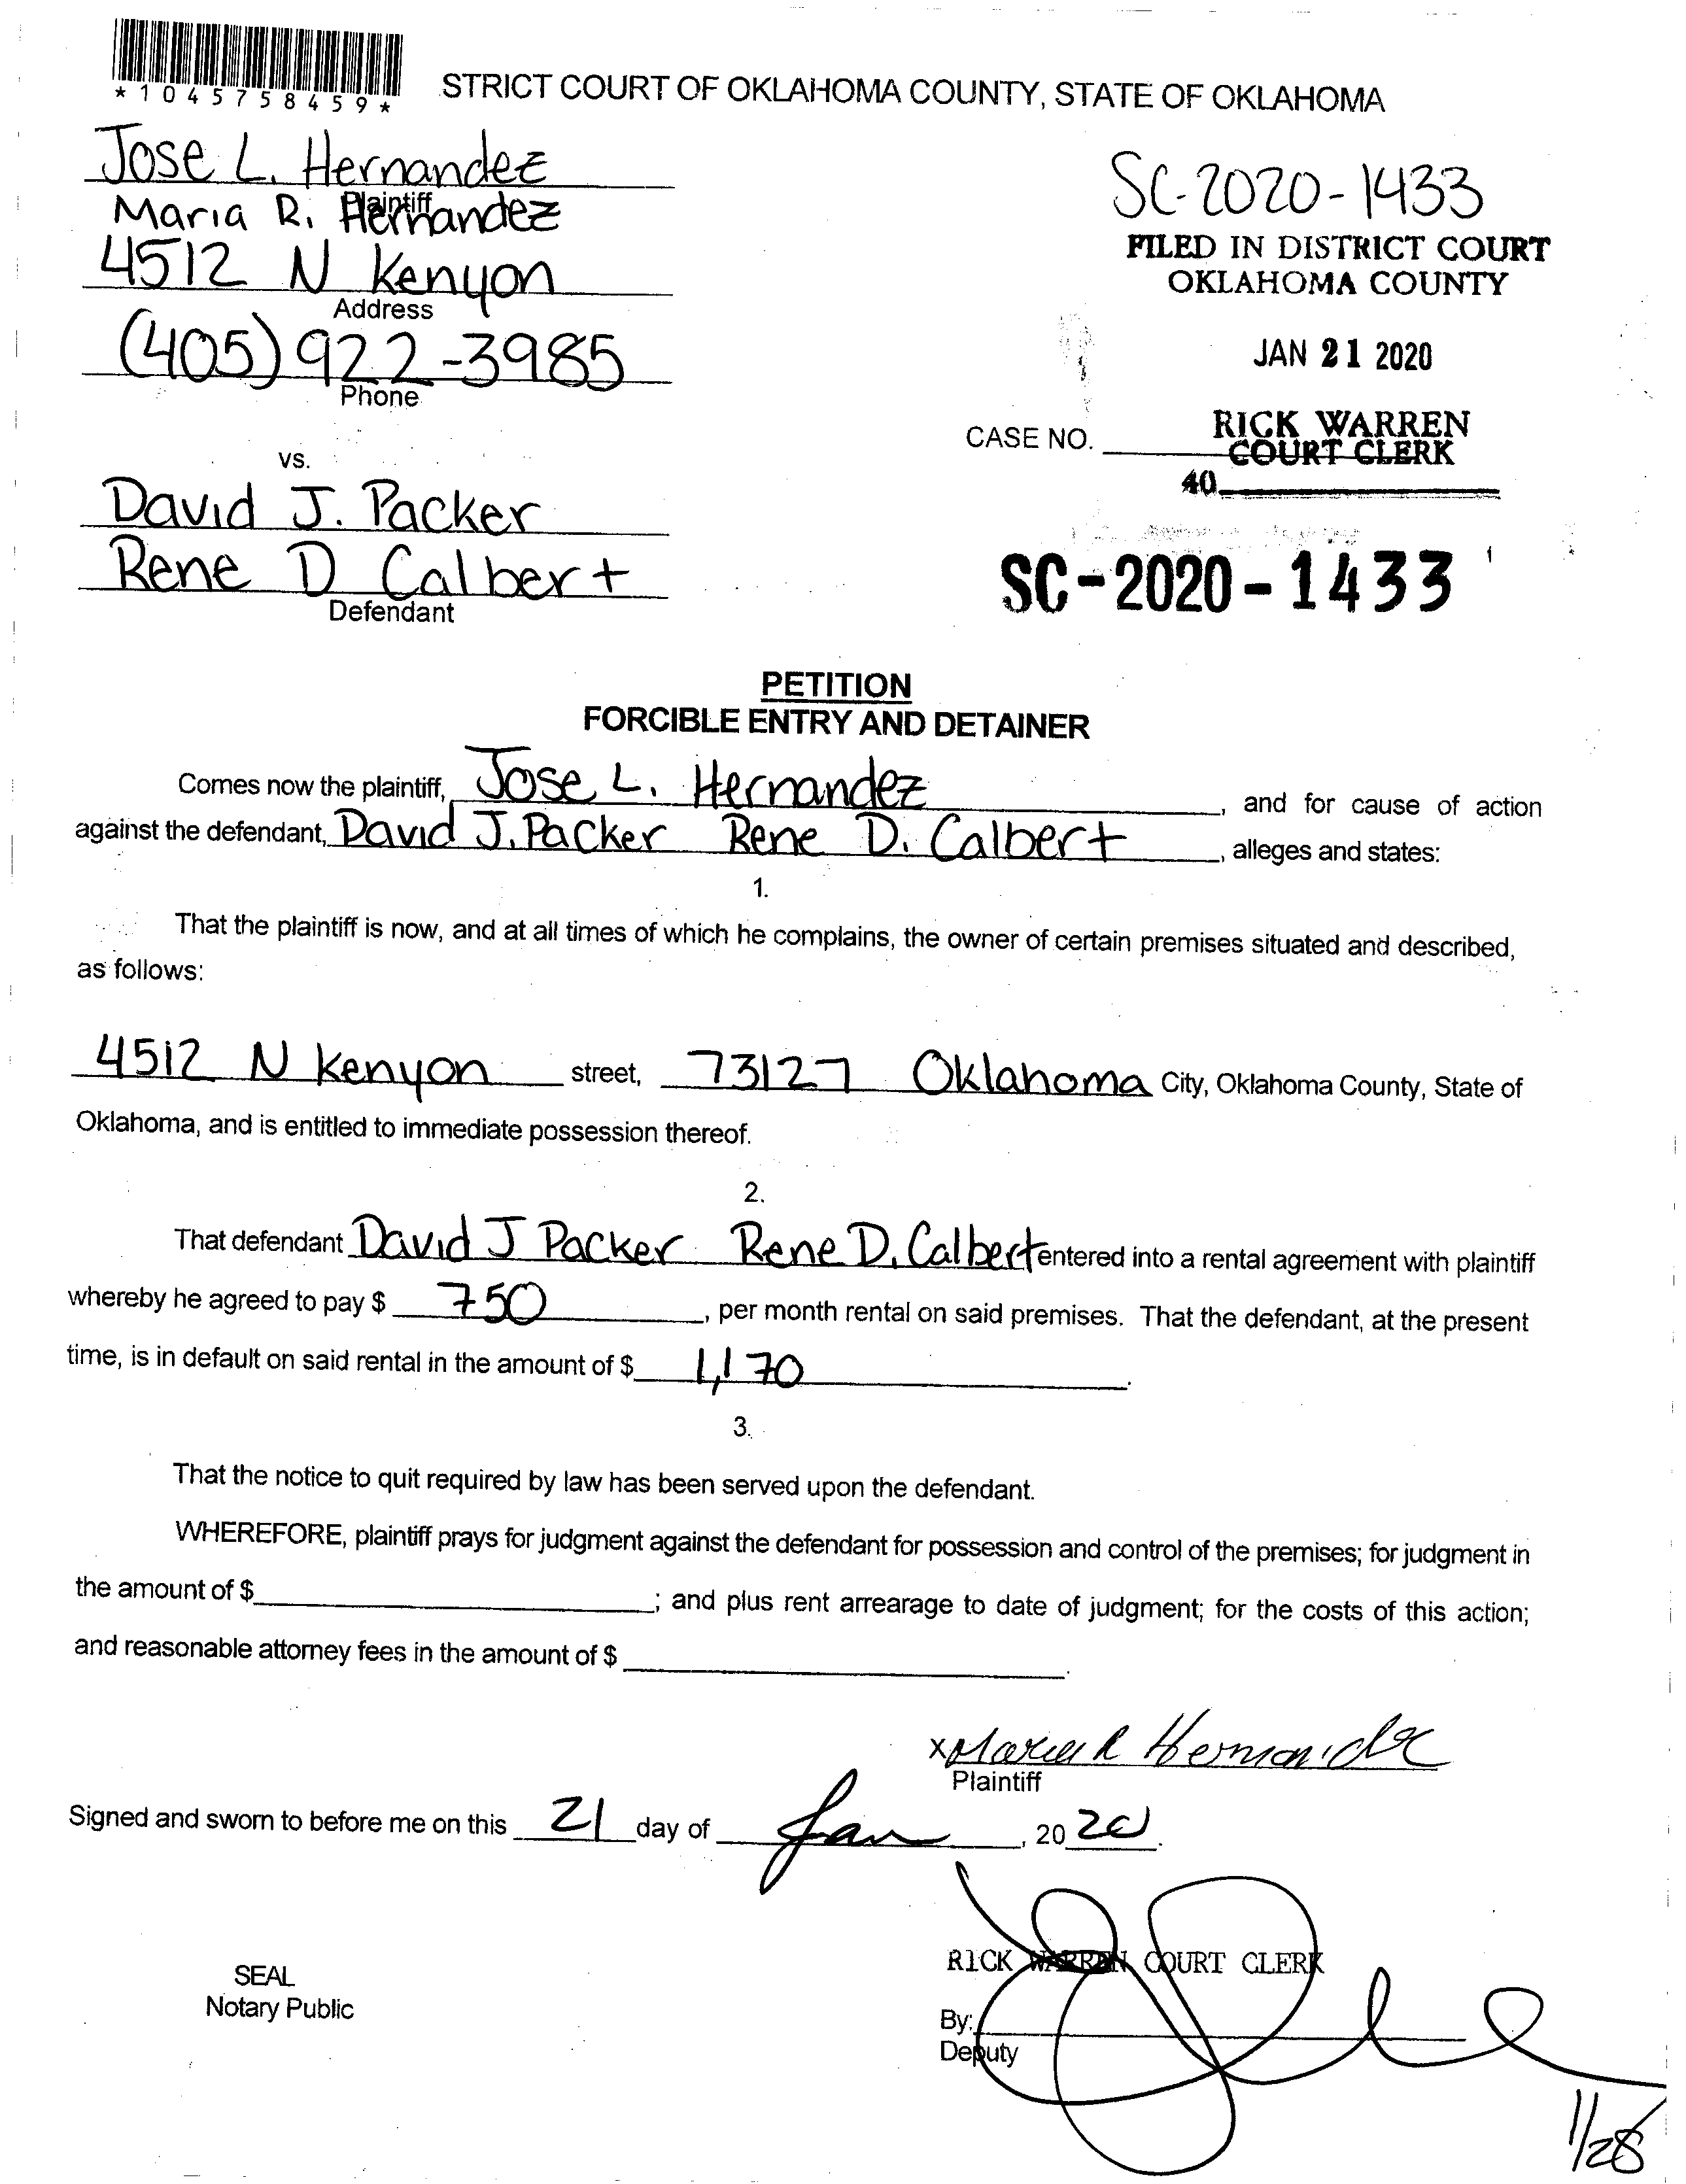 *1045758459*
STRICT COURT OF OKLAHOMA COUNTY, STATE OF OKLAHOMA
Jose L. Hernandez
Plaintiff
Maria R. Hernandez
4512 N Kenyon
Address
(405) 922-3985
Phone
vs.
David J. Packer
Rene D Calbert
Defendant
SC-2020-1433
FILED IN DISTRICT COURT
OKLAHOMA COUNTY
JAN 21 2020
RICK WARREN
COURT CLERK
CASE NO.
40
SC-2020-1433
PETITION
FORCIBLE ENTRY AND DETAINER
Comes now the plaintiff, Jose L. Hernandez, and for cause of action
against the defendant, David J. Packer Rene D. Calbert, alleges and states:
1.
That the plaintiff is now, and at all times of which he complains, the owner of certain premises situated and described,
as follows:
4512 N Kenyon street, 73127 Oklahoma City, Oklahoma County, State of
Oklahoma, and is entitled to immediate possession thereof.
2.
That defendant David J Packer Rene D. Calbert entered into a rental agreement with plaintiff
whereby he agreed to pay $ 750, per month rental on said premises. That the defendant, at the present
time, is in default on said rental in the amount of $ 1,170.
3.
That the notice to quit required by law has been served upon the defendant.
WHEREFORE, plaintiff prays for judgment against the defendant for possession and control of the premises; for judgment in
the amount of $ ; and plus rent arrearage to date of judgment; for the costs of this action;
and reasonable attorney fees in the amount of $ .
x Maria R Hernandez
Plaintiff
Signed and sworn to before me on this 21 day of Jan, 20 20.
RICK WARREN COURT CLERK
SEAL
Notary Public
By:
Deputy
1/28